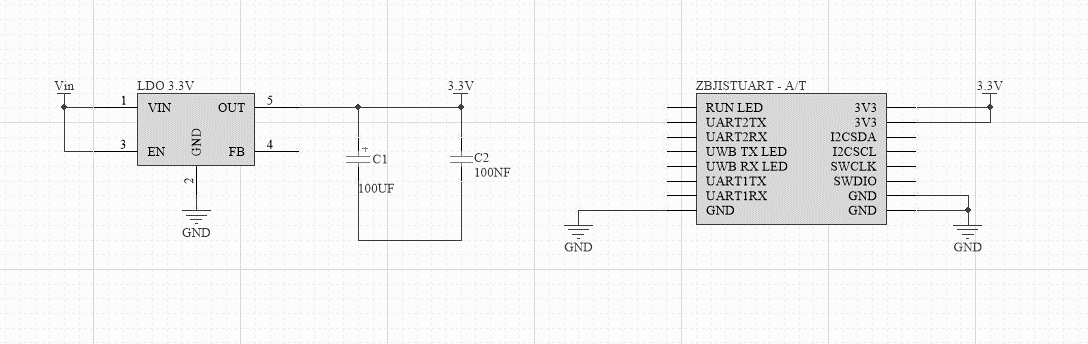 Vin
LDO 3.3V
1
VIN
OUT
5
3
EN
GND
FB
4
2
GND
3.3V
+
C1
100UF
C2
100NF
ZBJISTUART - A/T
RUN LED
3V3
UART2TX
3V3
UART2RX
I2CSDA
UWB TX LED
I2CSCL
UWB RX LED
SWCLK
UART1TX
SWDIO
UART1RX
GND
GND
GND
3.3V
GND
GND